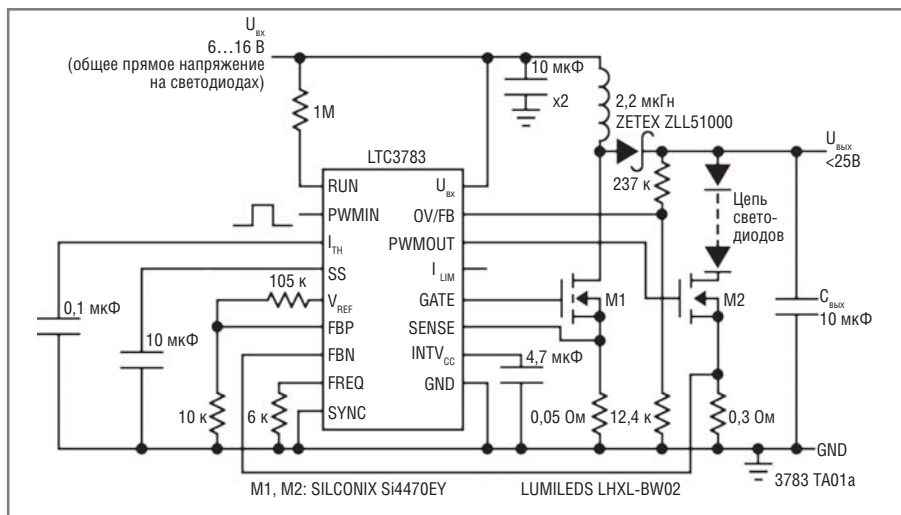 Uвх
6...16 В
(общее прямое напряжение
на светодиодах)
10 мкФ
x2
2,2 мкГн
ZETEX ZLL51000
1М
LTC3783
Uвых
<25В
237 к
Цепь
свето-
диодов
RUN
PWMIN
ITH
SS
VREF
FBP
FBN
FREQ
SYNC
Uвх
OV/FB
PWMOUT
ILIM
GATE
SENSE
INTVCC
GND
105 к
M1
M2
Cвых
10 мкФ
0,1 мкФ
10 мкФ
4,7 мкФ
10 к
6 к
0,05 Ом
12,4 к
0,3 Ом
GND
3783 TA01a
M1, M2: SILCONIX Si4470EY
LUMILEDS LHXL-BW02